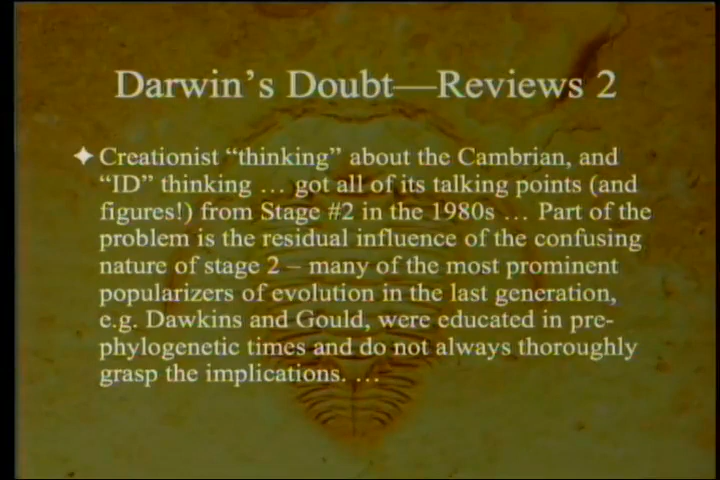 Darwin's Doubt—Reviews 2
Creationist “thinking” about the Cambrian, and
“ID” thinking … got all of its talking points (and
figures!) from Stage #2 in the 1980s … Part of the
problem is the residual influence of the confusing
nature of stage 2 – many of the most prominent
popularizers of evolution in the last generation,
e.g. Dawkins and Gould, were educated in pre-
phylogenetic times and do not always thoroughly
grasp the implications. …